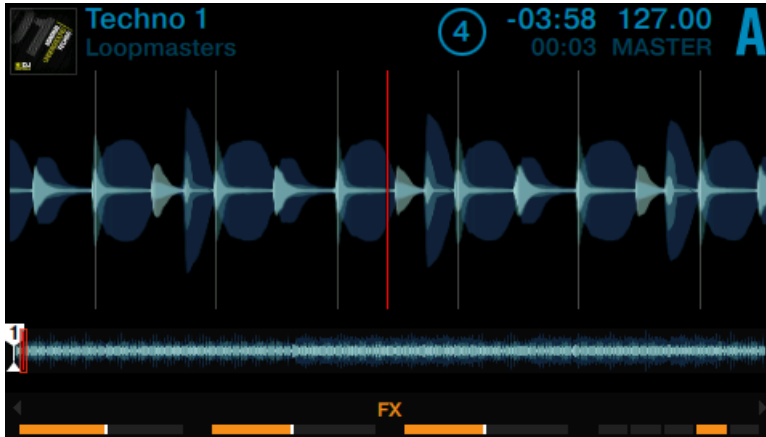 Techno 1
Loopmasters
4
-03:58 127.00
00:03 MASTER
A
1
FX